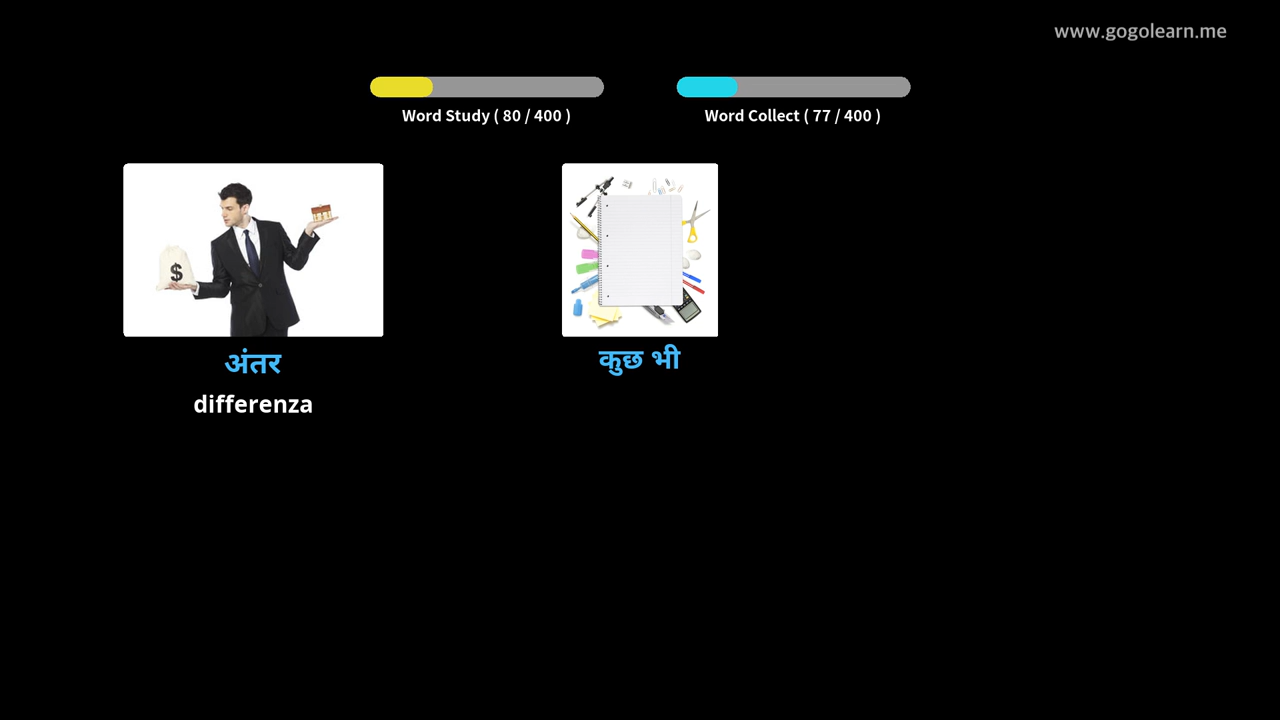 www.gogolearn.me
Word Study ( 80 / 400 )
Word Collect ( 77 / 400 )
$
अंतर
differenza
कुछ भी